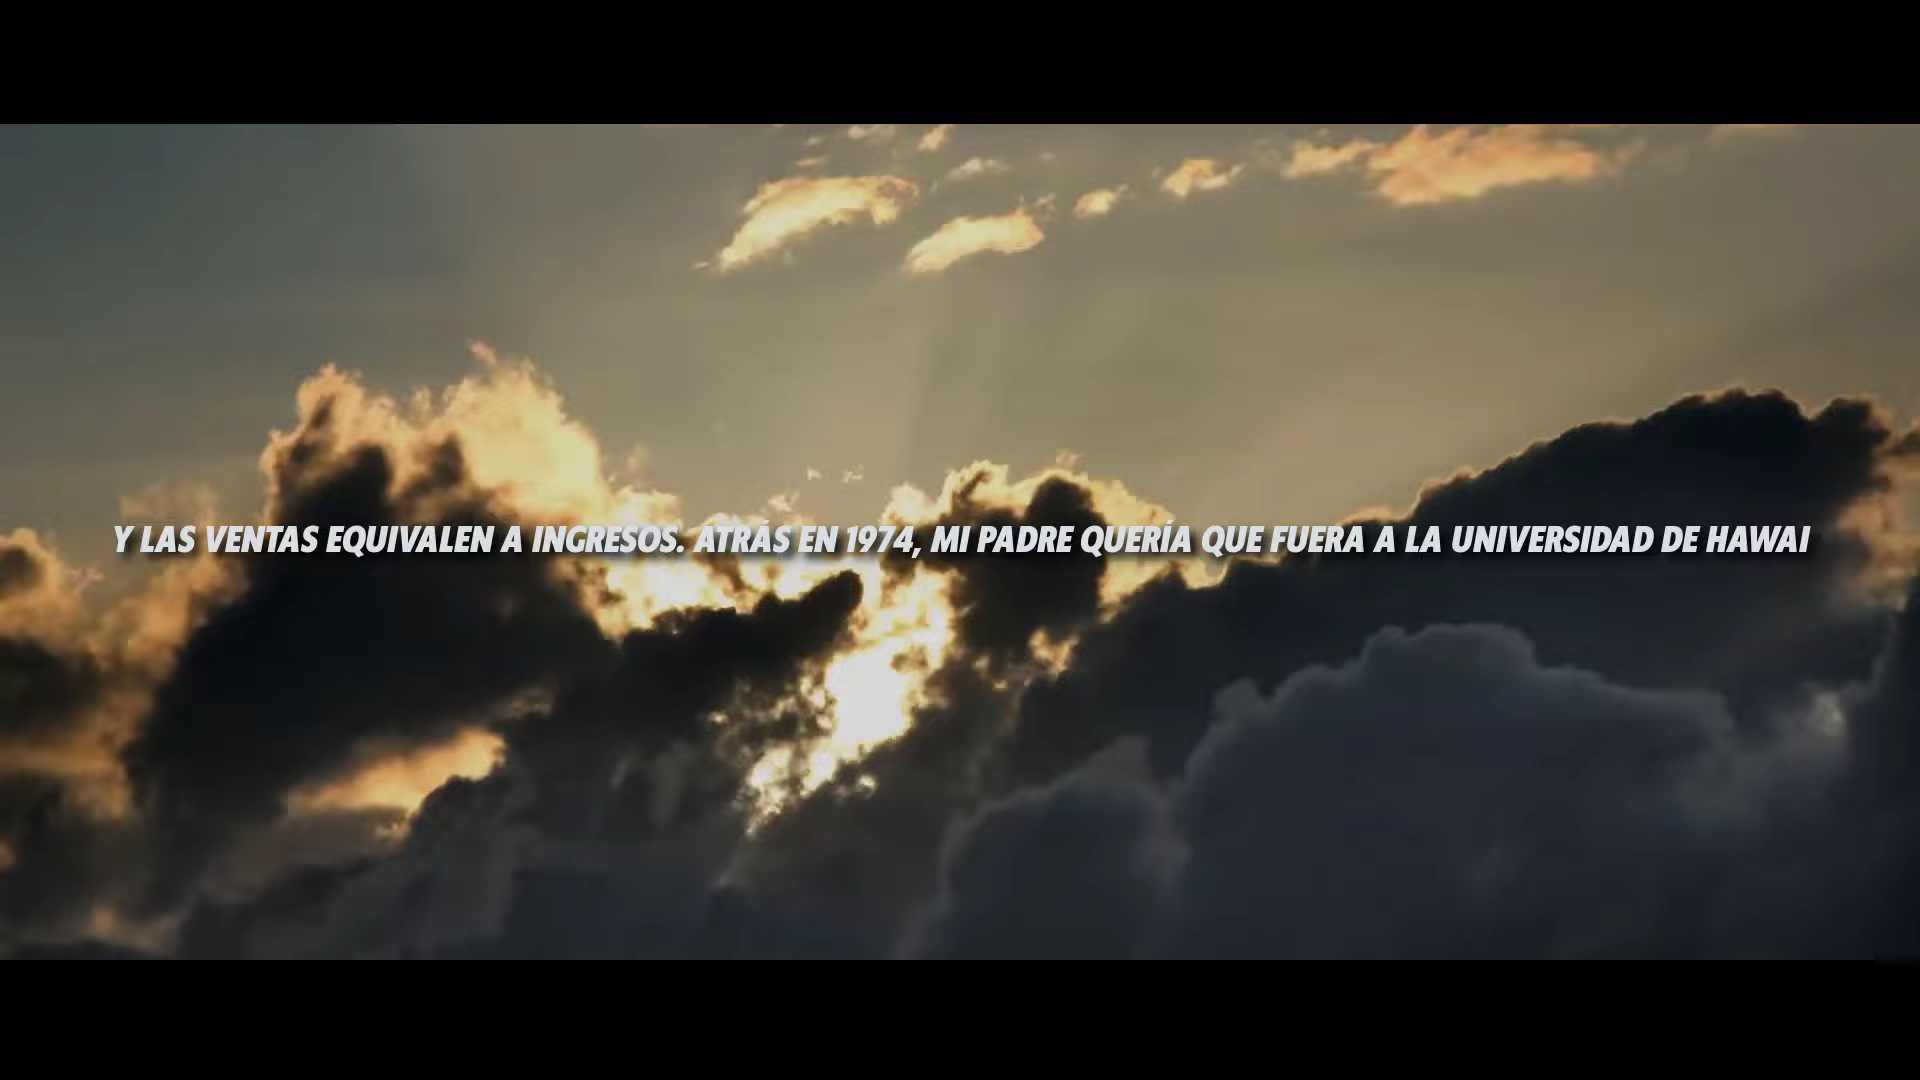 Y LAS VENTAS EQUIVALEN A INGRESOS. ATRÁS EN 1974, MI PADRE QUERÍA QUE FUERA A LA UNIVERSIDAD DE HAWAI